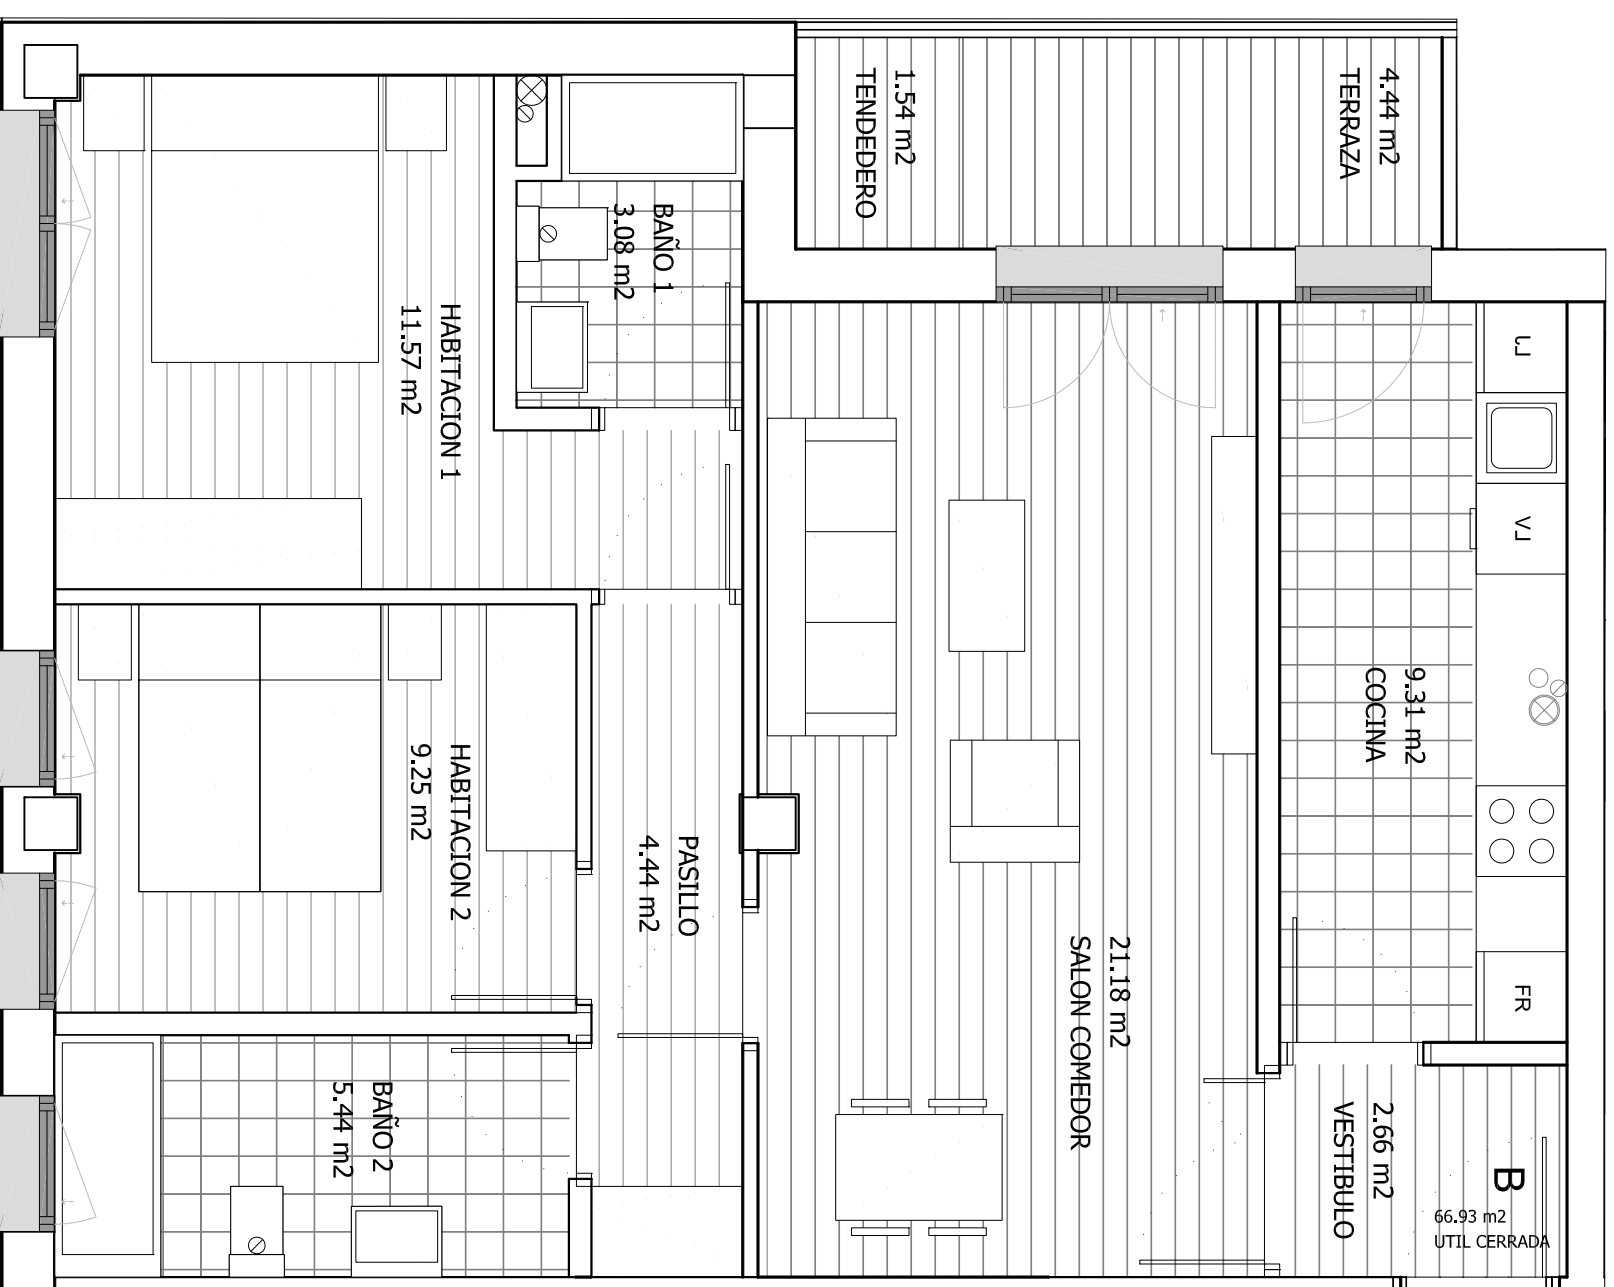 1.54 m2
TENDEDERO
4.44 m2
TERRAZA
BAÑO 1
3.08 m2
HABITACION 1
11.57 m2
LJ
VJ
9.31 m2
COCINA
HABITACION 2
9.25 m2
PASILLO
4.44 m2
21.18 m2
SALON COMEDOR
FR
BAÑO 2
5.44 m2
2.66 m2
VESTIBULO
B
66.93 m2
UTIL CERRADA